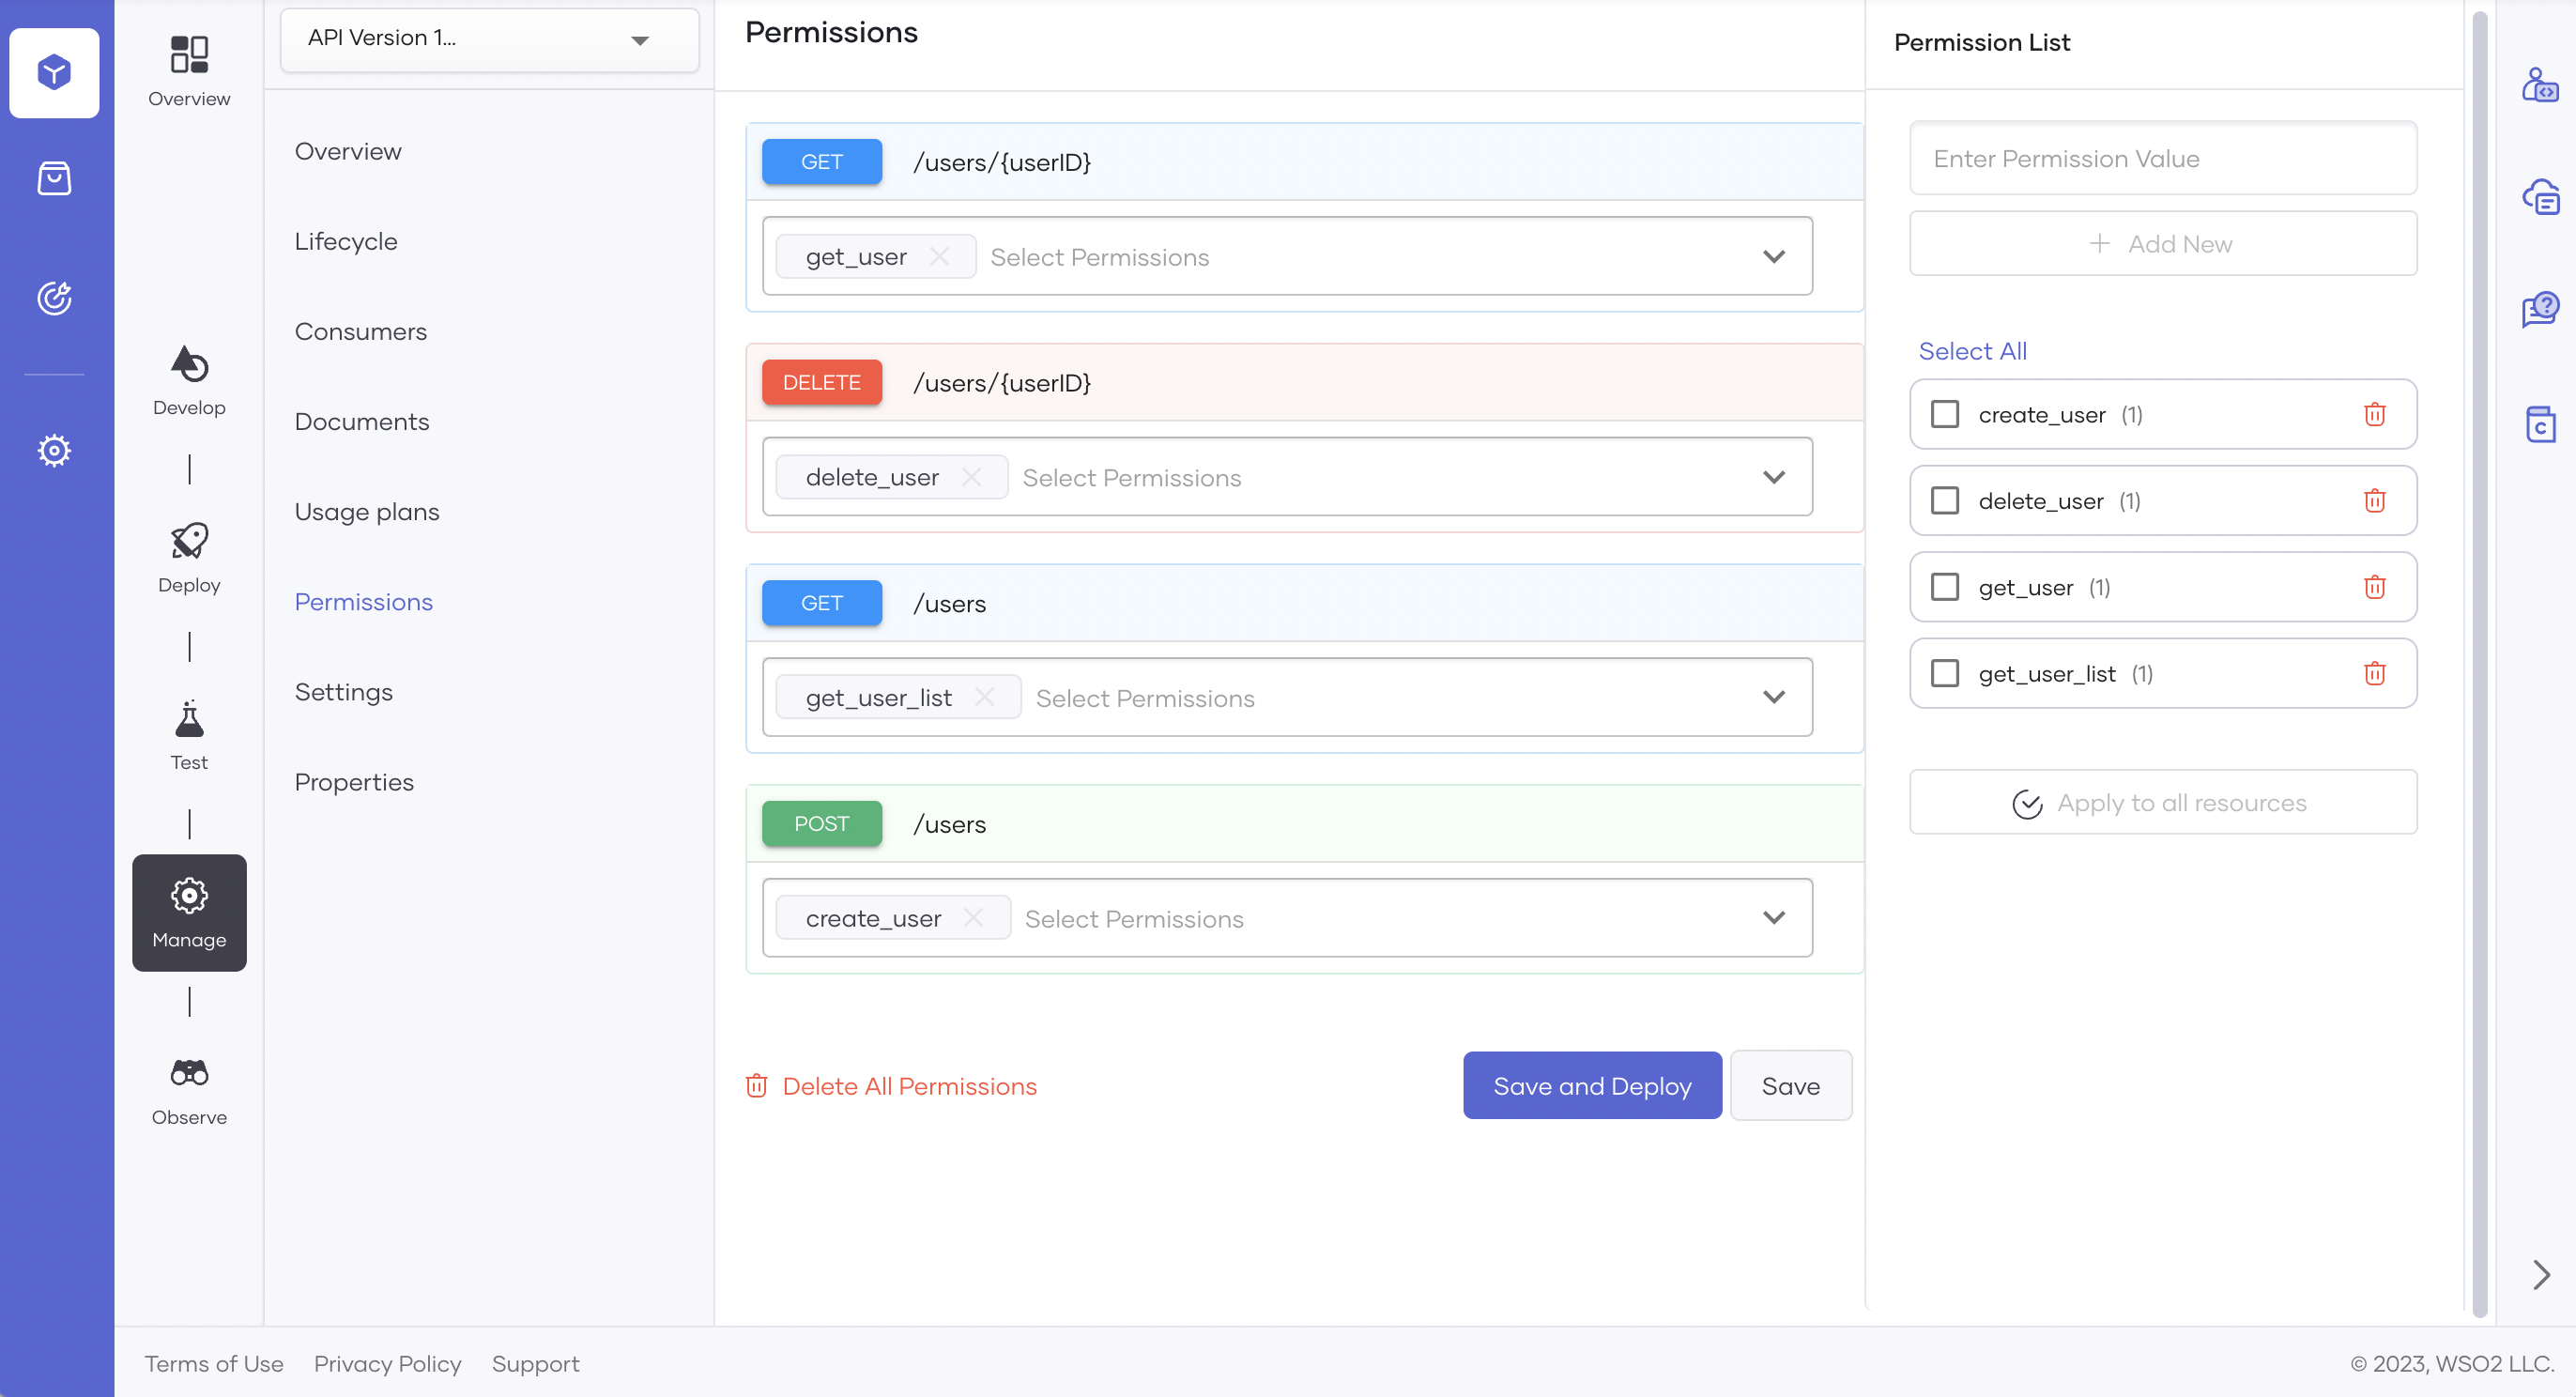 Overview
Develop
Deploy
Test
Manage
Observe
API Version 1...
Overview
Lifecycle
Consumers
Documents
Usage plans
Permissions
Settings
Properties
Permissions
GET /users/{userID}
get_user Select Permissions
DELETE /users/{userID}
delete_user Select Permissions
GET /users
get_user_list Select Permissions
POST /users
create_user Select Permissions
Delete All Permissions Save and Deploy Save
Permission List
Enter Permission Value
Add New
Select All
create_user (1)
delete_user (1)
get_user (1)
get_user_list (1)
Apply to all resources
Terms of Use Privacy Policy Support © 2023, WSO2 LLC.